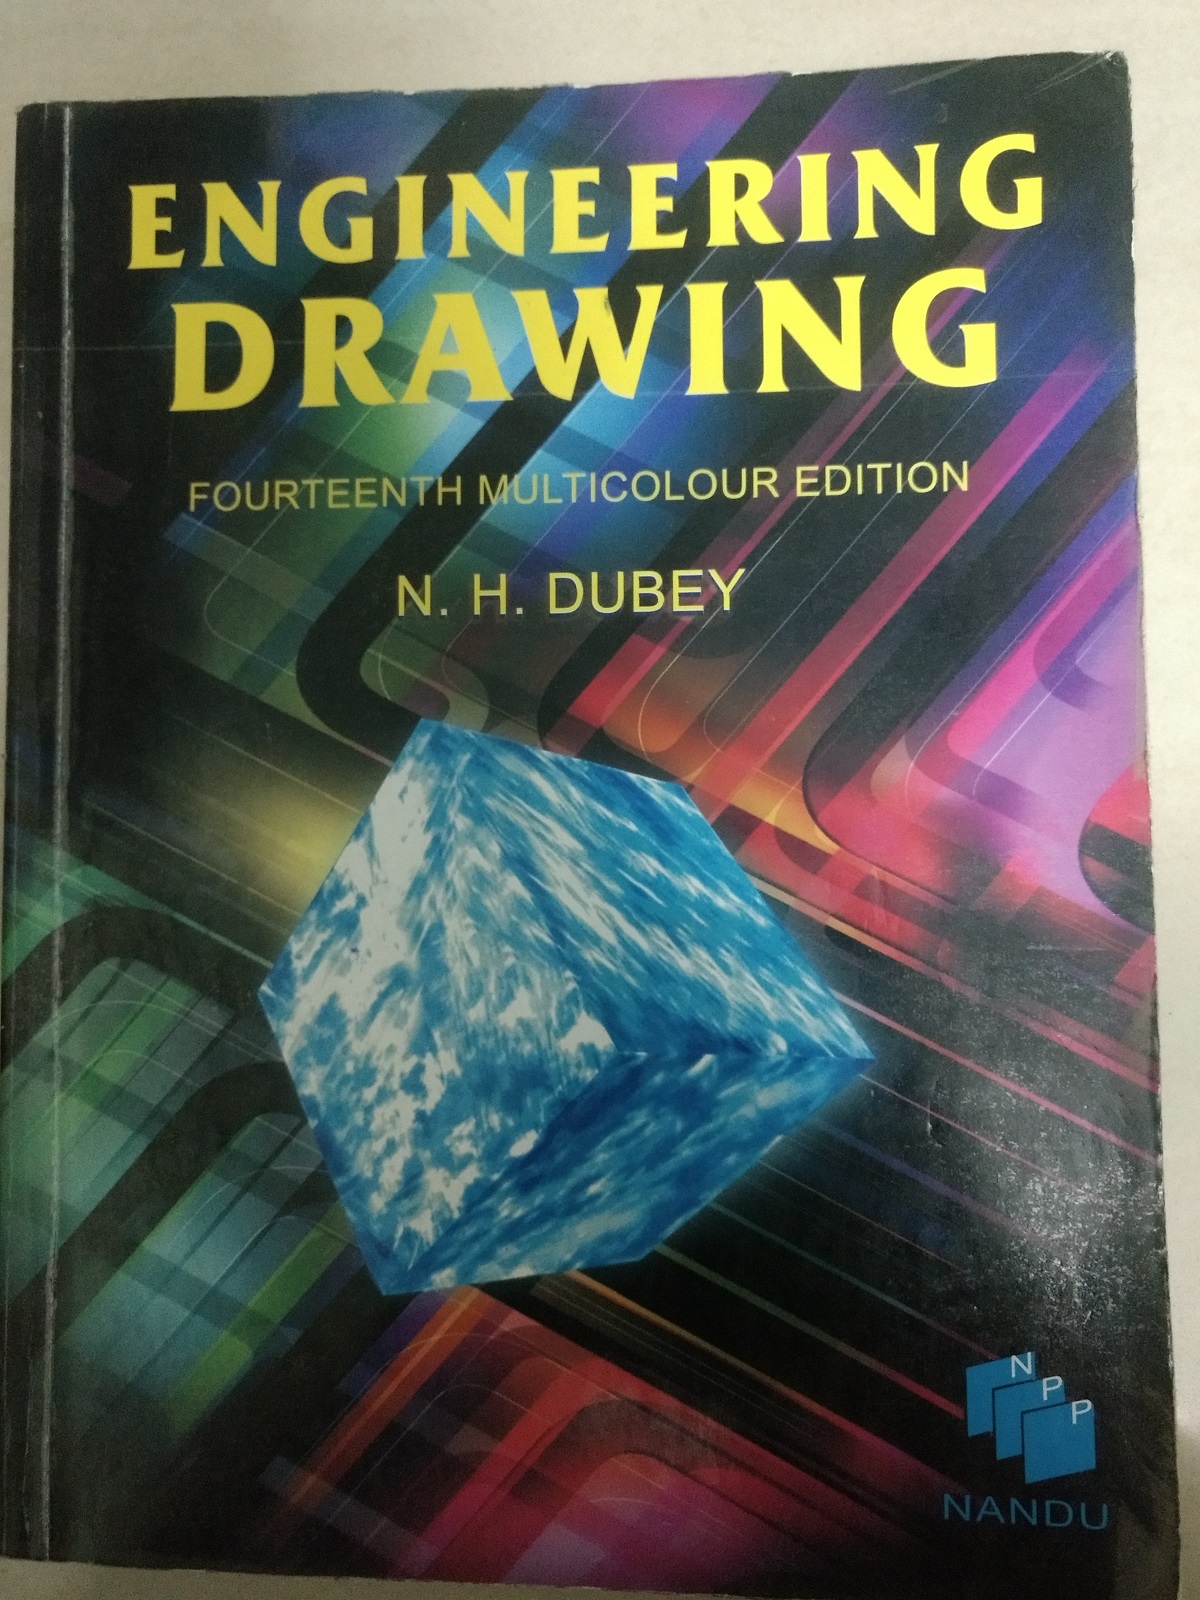 ENGINEERING
DRAWING
FOURTEENTH MULTICOLOUR EDITION
N. H. DUBEY
N
P
P
NANDU